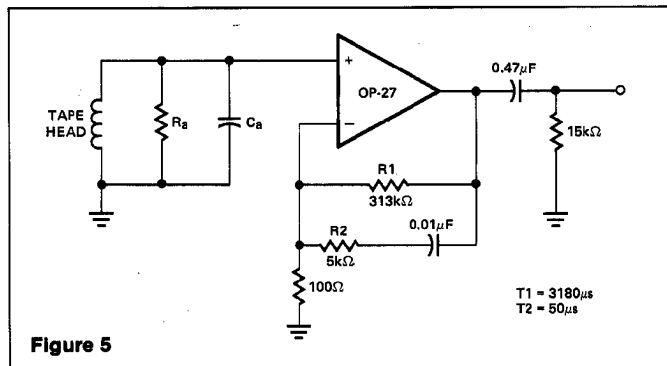 0.47µF
+
OP-27
−
TAPE
HEAD
Ra
Ca
15kΩ
R1
313kΩ
R2
0.01µF
5kΩ
100Ω
T1 = 3180µs
T2 = 50µs
Figure 5